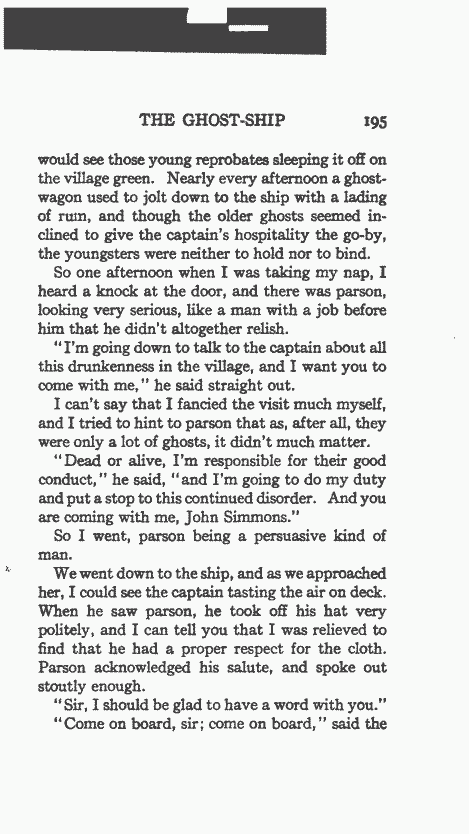 THE GHOST-SHIP 195
would see those young reprobates sleeping it off on
the village green. Nearly every afternoon a ghost-
wagon used to jolt down to the ship with a lading
of rum, and though the older ghosts seemed in-
clined to give the captain's hospitality the go-by,
the youngsters were neither to hold nor to bind.
So one afternoon when I was taking my nap, I
heard a knock at the door, and there was parson,
looking very serious, like a man with a job before
him that he didn't altogether relish.
"I'm going down to talk to the captain about all
this drunkenness in the village, and I want you to
come with me," he said straight out.
I can't say that I fancied the visit much myself,
and I tried to hint to parson that as, after all, they
were only a lot of ghosts, it didn't much matter.
"Dead or alive, I'm responsible for their good
conduct," he said, "and I'm going to do my duty
and put a stop to this continued disorder. And you
are coming with me, John Simmons."
So I went, parson being a persuasive kind of
man.
We went down to the ship, and as we approached
her, I could see the captain tasting the air on deck.
When he saw parson, he took off his hat very
politely, and I can tell you that I was relieved to
find that he had a proper respect for the cloth.
Parson acknowledged his salute, and spoke out
stoutly enough.
"Sir, I should be glad to have a word with you."
"Come on board, sir; come on board," said the